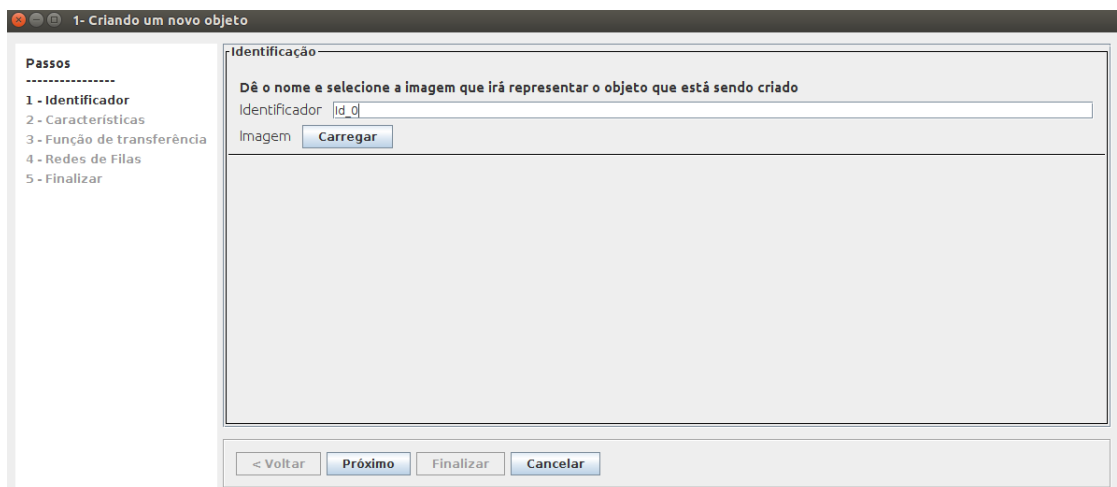 1- Criando um novo objeto
Passos
----------------
1 - Identificador
2 - Características
3 - Função de transferência
4 - Redes de Filas
5 - Finalizar
Identificação
Dê o nome e selecione a imagem que irá representar o objeto que está sendo criado
Identificador Id_0
Imagem Carregar
< Voltar Próximo Finalizar Cancelar